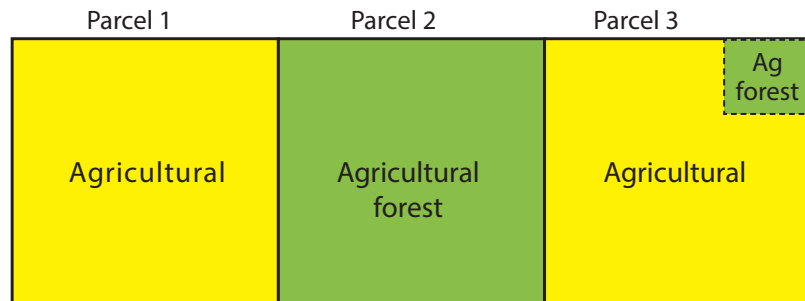 Parcel 1
Parcel 2
Parcel 3
Agricultural
Agricultural
forest
Agricultural
Ag
forest